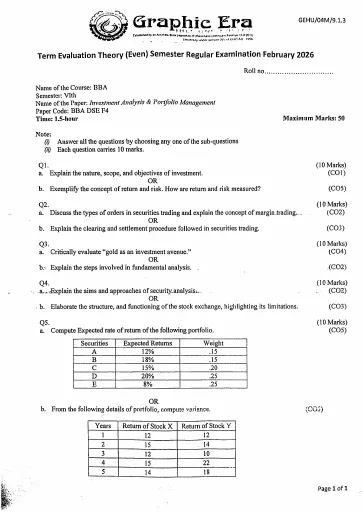 GEHU/04M/9.1.3
Graphic Era
Term Evaluation Theory (Even) Semester Regular Examination February 2026
Roll no..............................
Name of the Course: BBA
Semester: VIth
Name of the Paper: Investment Analysis & Portfolio Management
Paper Code: BBA DSE F4
Time: 1.5-hour Maximum Marks: 50
Note:
(i) Answer all the questions by choosing any one of the sub-questions
(ii) Each question carries 10 marks.
Q1. (10 Marks)
a. Explain the nature, scope, and objectives of investment. (CO1)
OR
b. Exemplify the concept of return and risk. How are return and risk measured? (CO5)
Q2. (10 Marks)
a. Discuss the types of orders in securities trading and explain the concept of margin trading. (CO2)
OR
b. Explain the clearing and settlement procedure followed in securities trading. (CO3)
Q3. (10 Marks)
a. Critically evaluate "gold as an investment avenue." (CO4)
OR
b. Explain the steps involved in fundamental analysis. (CO2)
Q4. (10 Marks)
a. Explain the aims and approaches of security analysis. (CO2)
OR
b. Elaborate the structure, and functioning of the stock exchange, highlighting its limitations. (CO3)
Q5. (10 Marks)
a. Compute Expected rate of return of the following portfolio. (CO5)
Securities Expected Returns Weight
A 12% .15
B 18% .15
C 15% .20
D 20% .25
E 8% .25
OR
b. From the following details of portfolio, compute variance. (CO5)
Years Return of Stock X Return of Stock Y
1 12 12
2 15 14
3 12 10
4 15 22
5 14 18
Page 1 of 1